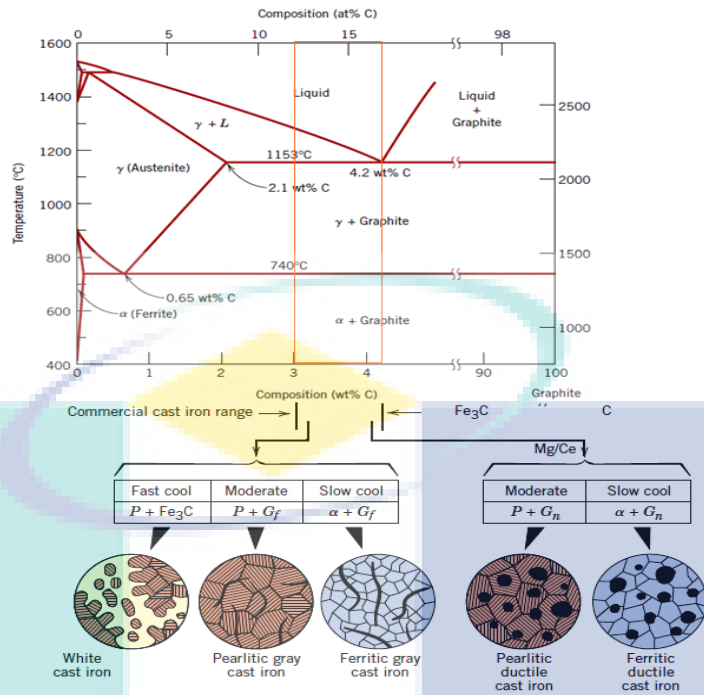 Composition (at% C)
0 5 10 15 98
1600
1400
1200
1000
800
600
400
Temperature (°C)
2500
2000
1500
1000
Liquid
Liquid
+
Graphite
γ + L
1153°C
γ (Austenite)
4.2 wt% C
2.1 wt% C
γ + Graphite
740°C
0.65 wt% C
α (Ferrite)
α + Graphite
0 1 2 3 4 90 100
Composition (wt% C)
Graphite
Commercial cast iron range
Fe₃C
C
Mg/Ce
Fast cool Moderate Slow cool
P + Fe₃C P + Gf α + Gf
Moderate Slow cool
P + Gn α + Gn
White
cast iron
Pearlitic gray
cast iron
Ferritic gray
cast iron
Pearlitic
ductile
cast iron
Ferritic
ductile
cast iron